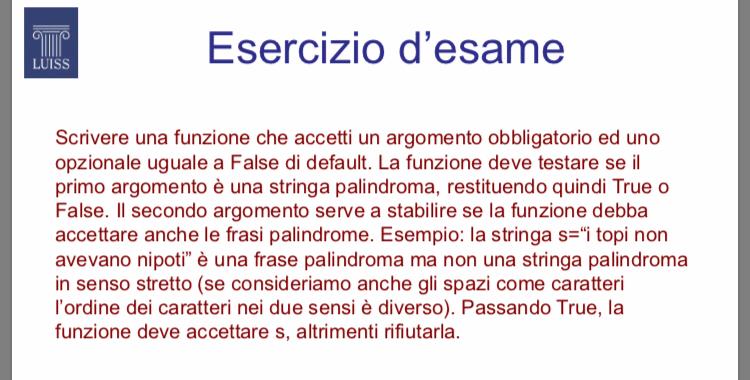 LUISS
Esercizio d’esame
Scrivere una funzione che accetti un argomento obbligatorio ed uno
opzionale uguale a False di default. La funzione deve testare se il
primo argomento è una stringa palindroma, restituendo quindi True o
False. Il secondo argomento serve a stabilire se la funzione debba
accettare anche le frasi palindrome. Esempio: la stringa s=“i topi non
avevano nipoti” è una frase palindroma ma non una stringa palindroma
in senso stretto (se consideriamo anche gli spazi come caratteri
l’ordine dei caratteri nei due sensi è diverso). Passando True, la
funzione deve accettare s, altrimenti rifiutarla.